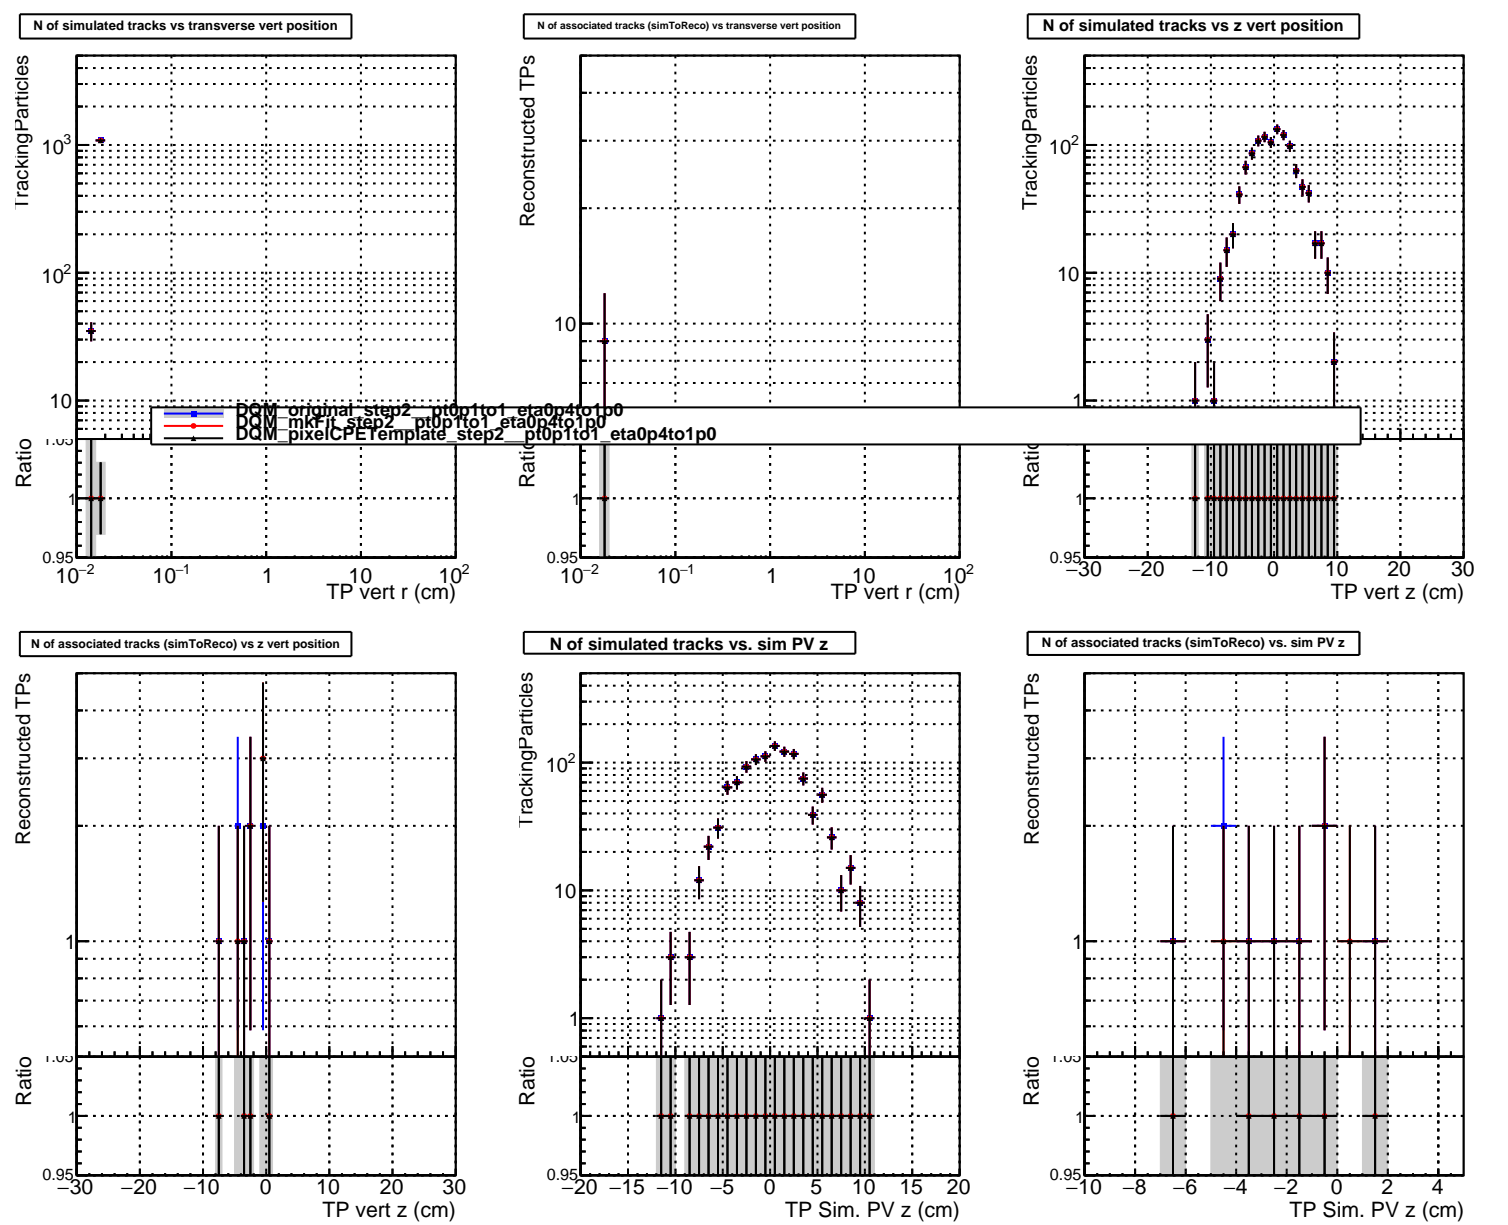 N of simulated tracks vs transverse vert position
N of associated tracks (simToReco) vs transverse vert position
N of simulated tracks vs z vert position
TrackingParticles
10³
10²
10
Ratio
1.05
1
0.95
10⁻² 10⁻¹ 1 10 10²
TP vert r (cm)
Reconstructed TPs
10
Ratio
1
0.95
10⁻² 10⁻¹ 1 10 10²
TP vert r (cm)
TrackingParticles
10²
10
1
Ratio
1
0.95
−30 −20 −10 0 10 20 30
TP vert z (cm)
DQM_original_step2__pt0p1to1_eta0p4to1p0
DQM_mkFit_step2__pt0p1to1_eta0p4to1p0
DQM_pixelCPETemplate_step2__pt0p1to1_eta0p4to1p0
N of associated tracks (simToReco) vs z vert position
N of simulated tracks vs. sim PV z
N of associated tracks (simToReco) vs. sim PV z
Reconstructed TPs
1
Ratio
1.05
1
0.95
−30 −20 −10 0 10 20 30
TP vert z (cm)
TrackingParticles
10²
10
1
Ratio
1.05
1
0.95
−20 −15 −10 −5 0 5 10 15 20
TP Sim. PV z (cm)
Reconstructed TPs
1
Ratio
1.05
1
0.95
−10 −8 −6 −4 −2 0 2 4
TP Sim. PV z (cm)